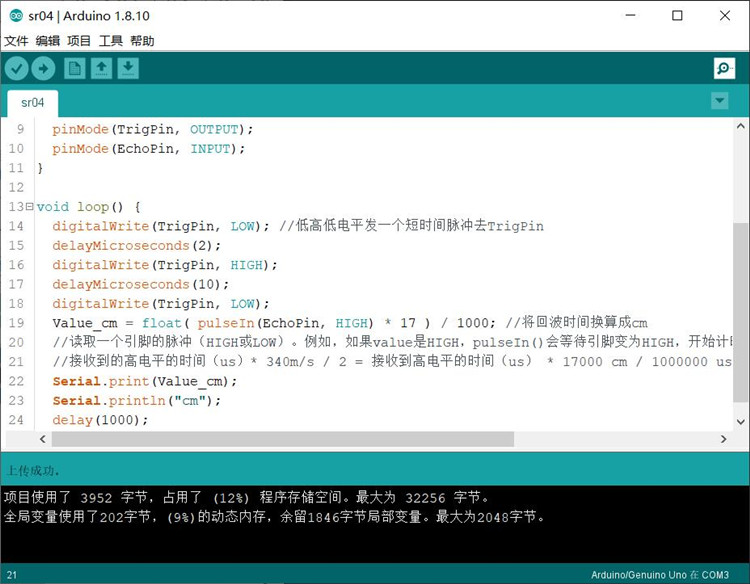 sr04 | Arduino 1.8.10
文件 编辑 项目 工具 帮助
sr04
9 pinMode(TrigPin, OUTPUT);
10 pinMode(EchoPin, INPUT);
11 }
12
13 void loop() {
14 digitalWrite(TrigPin, LOW); //低高低电平发一个短时间脉冲去TrigPin
15 delayMicroseconds(2);
16 digitalWrite(TrigPin, HIGH);
17 delayMicroseconds(10);
18 digitalWrite(TrigPin, LOW);
19 Value_cm = float( pulseIn(EchoPin, HIGH) * 17 ) / 1000; //将回波时间换算成cm
20 //读取一个引脚的脉冲（HIGH或LOW）。例如，如果value是HIGH，pulseIn()会等待引脚变为HIGH，开始计时
21 //接收到的高电平的时间（us）* 340m/s / 2 = 接收到高电平的时间（us） * 17000 cm / 1000000 us
22 Serial.print(Value_cm);
23 Serial.println("cm");
24 delay(1000);
上传成功。
项目使用了 3952 字节，占用了 (12%) 程序存储空间。最大为 32256 字节。
全局变量使用了202字节，(9%)的动态内存，余留1846字节局部变量。最大为2048字节。
21 Arduino/Genuino Uno 在 COM3